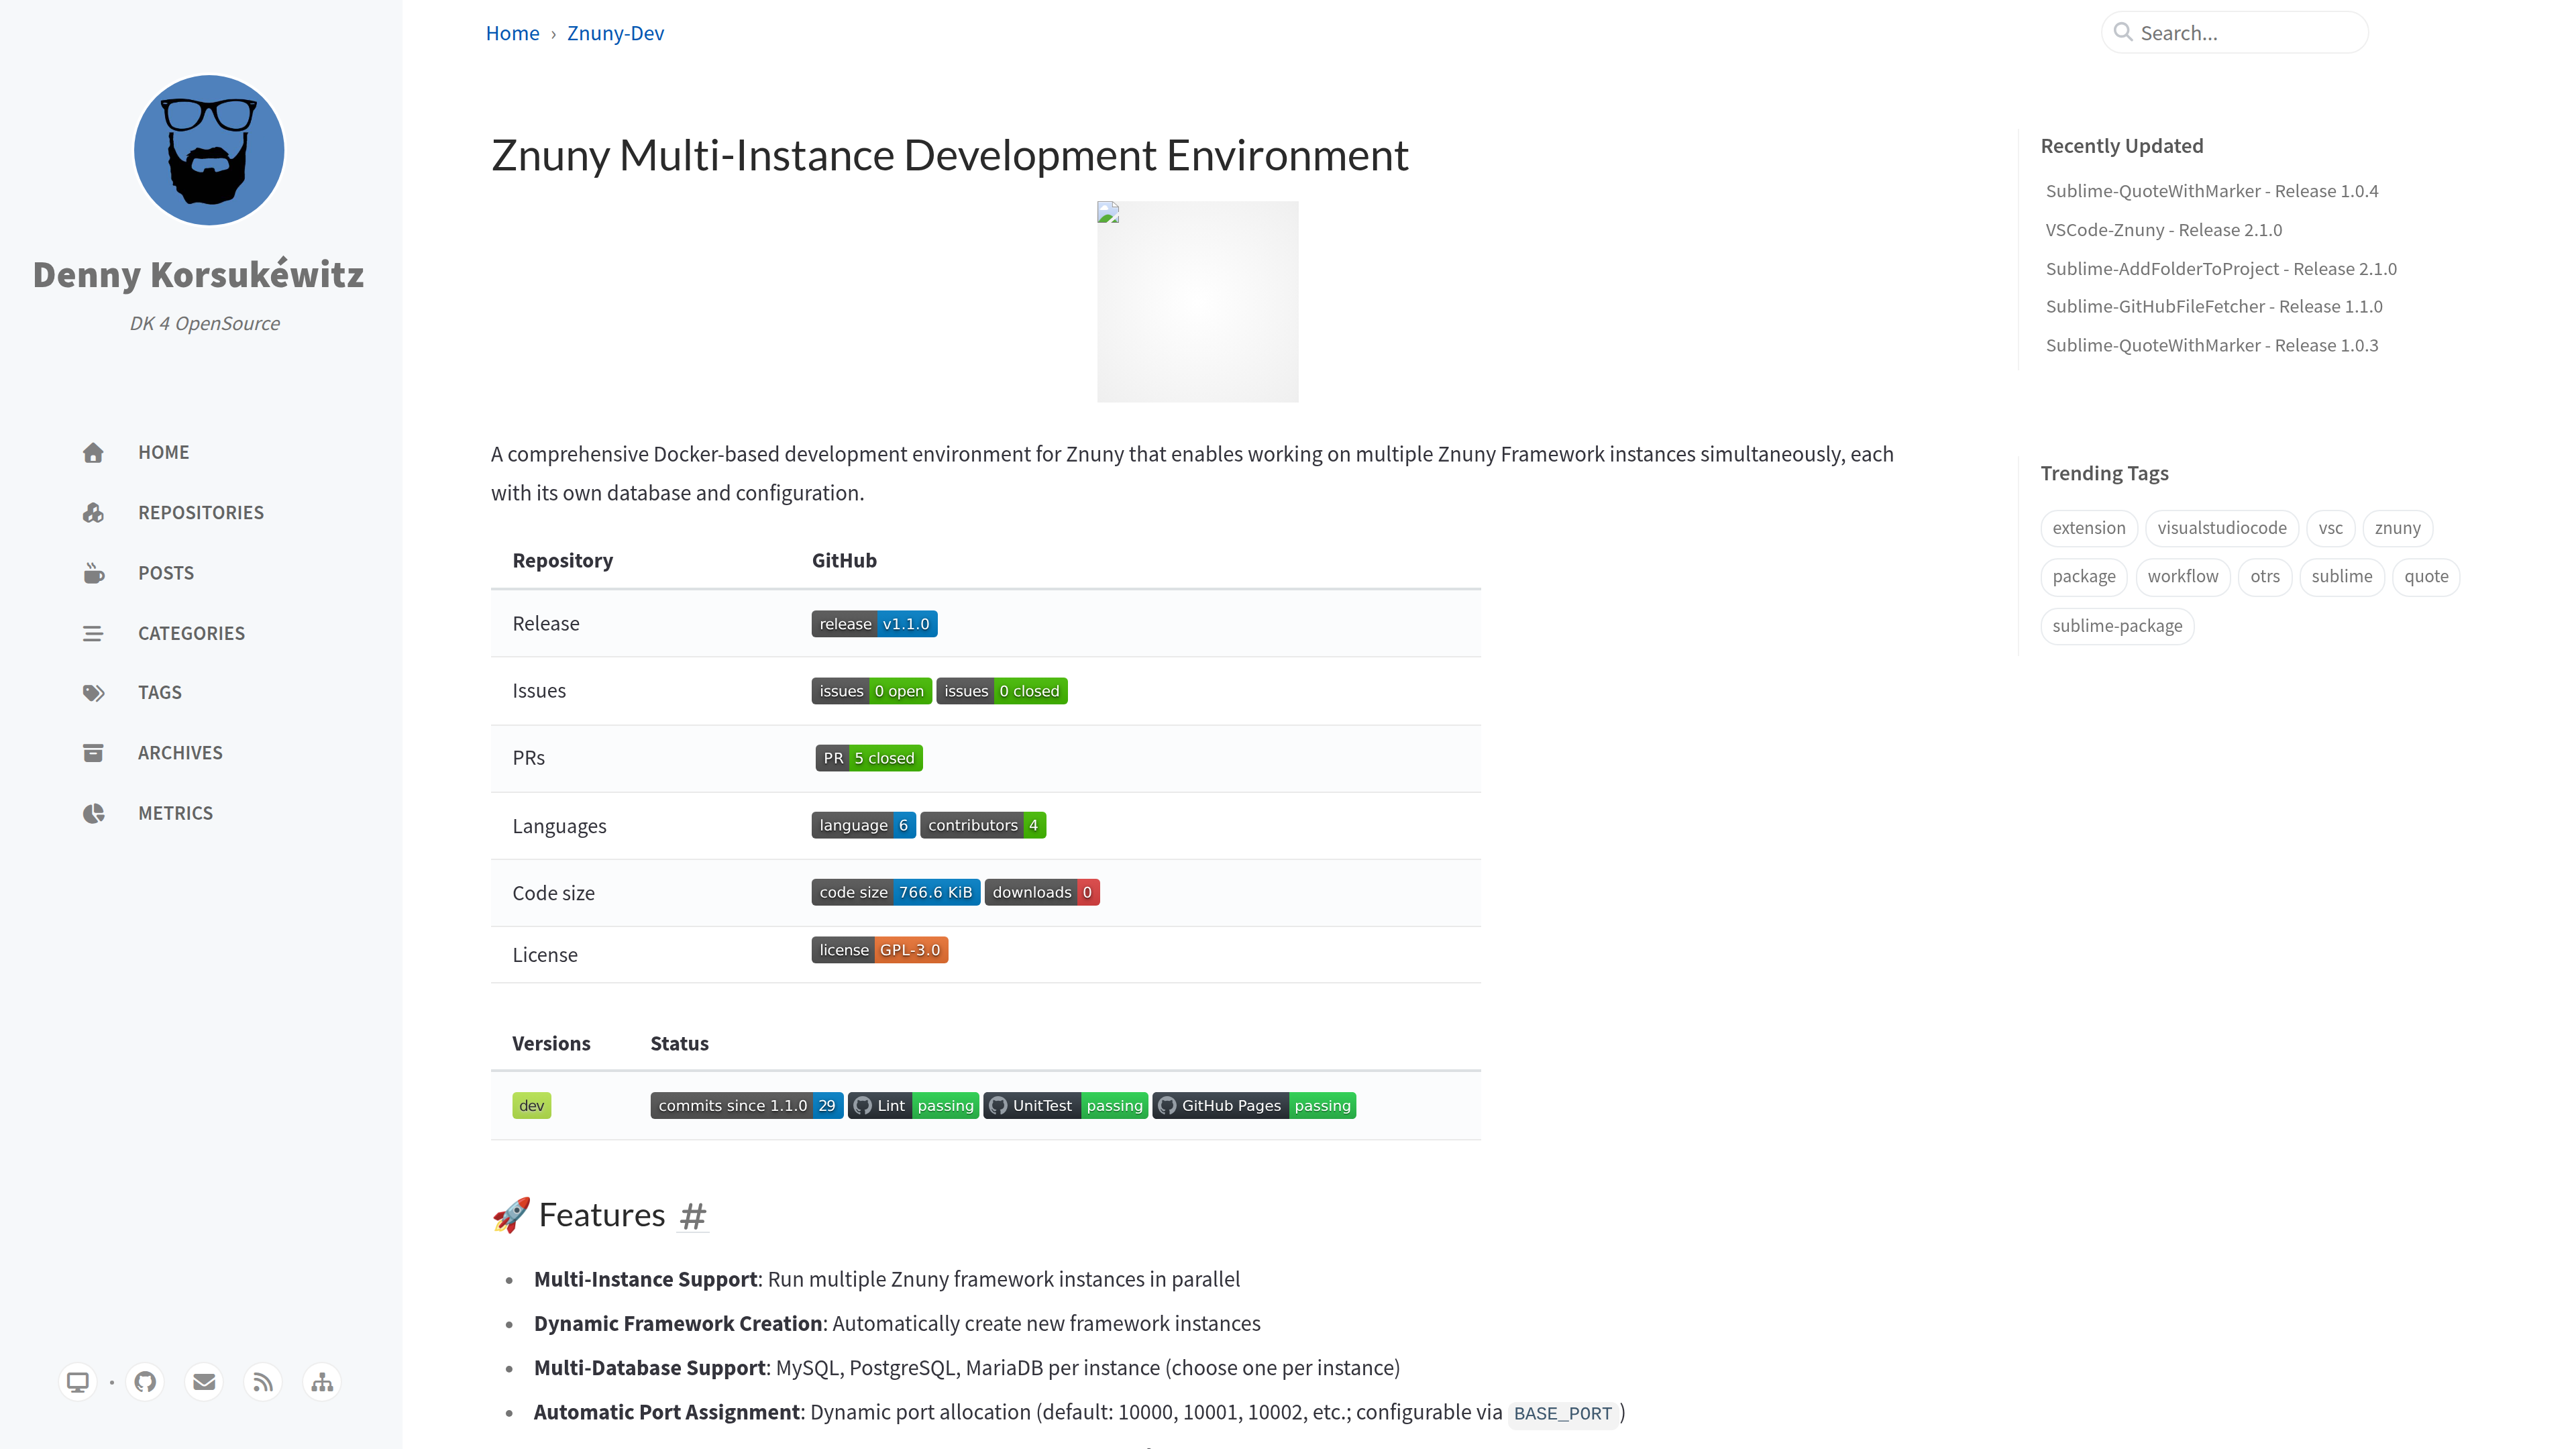 Denny Korsukéwitz
DK 4 OpenSource
HOME
REPOSITORIES
POSTS
CATEGORIES
TAGS
ARCHIVES
METRICS
Home › Znuny-Dev
Search...
Znuny Multi-Instance Development Environment
A comprehensive Docker-based development environment for Znuny that enables working on multiple Znuny Framework instances simultaneously, each
with its own database and configuration.
Repository GitHub
Release release v1.1.0
Issues issues 0 open issues 0 closed
PRs PR 5 closed
Languages language 6 contributors 4
Code size code size 766.6 KiB downloads 0
License license GPL-3.0
Versions Status
dev commits since 1.1.0 29 Lint passing UnitTest passing GitHub Pages passing
🚀 Features #
• Multi-Instance Support: Run multiple Znuny framework instances in parallel
• Dynamic Framework Creation: Automatically create new framework instances
• Multi-Database Support: MySQL, PostgreSQL, MariaDB per instance (choose one per instance)
• Automatic Port Assignment: Dynamic port allocation (default: 10000, 10001, 10002, etc.; configurable via BASE_PORT)
Recently Updated
Sublime-QuoteWithMarker - Release 1.0.4
VSCode-Znuny - Release 2.1.0
Sublime-AddFolderToProject - Release 2.1.0
Sublime-GitHubFileFetcher - Release 1.1.0
Sublime-QuoteWithMarker - Release 1.0.3
Trending Tags
extension visualstudiocode vsc znuny
package workflow otrs sublime quote
sublime-package